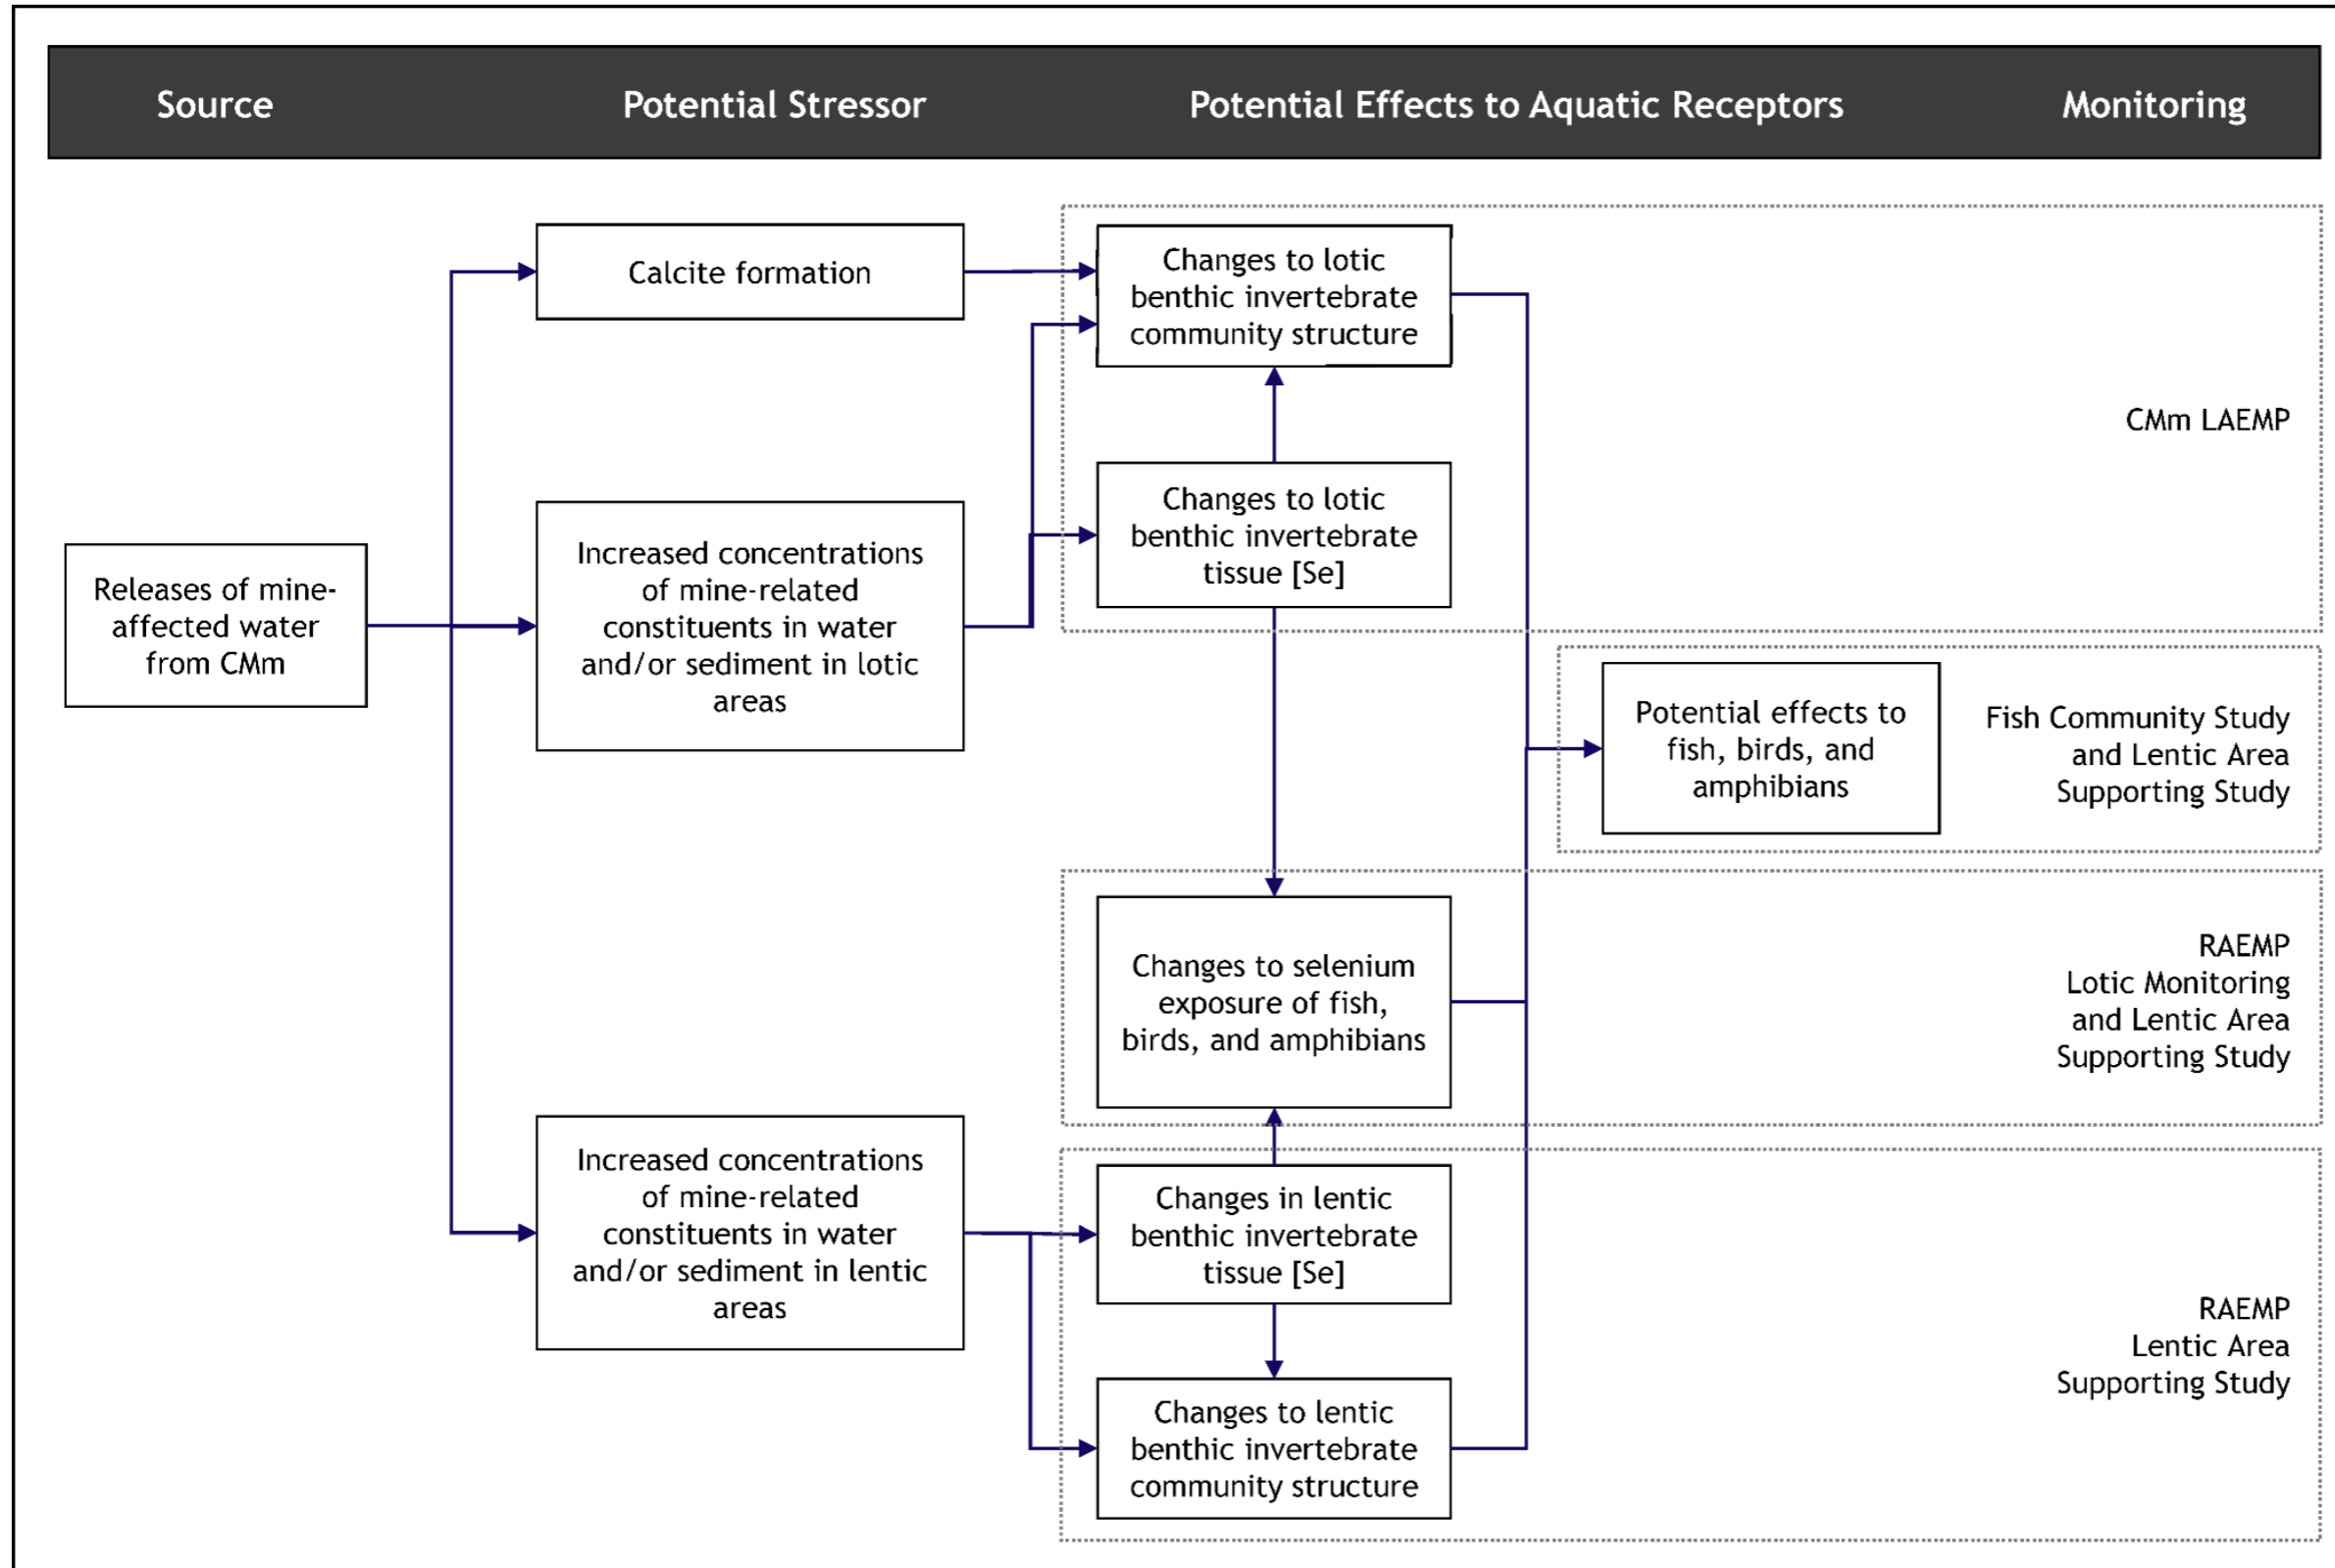 Source
Potential Stressor
Potential Effects to Aquatic Receptors
Monitoring
Calcite formation
Changes to lotic
benthic invertebrate
community structure
CMm LAEMP
Changes to lotic
benthic invertebrate
tissue [Se]
Releases of mine-
affected water
from CMm
Increased concentrations
of mine-related
constituents in water
and/or sediment in lotic
areas
Potential effects to
fish, birds, and
amphibians
Fish Community Study
and Lentic Area
Supporting Study
Changes to selenium
exposure of fish,
birds, and amphibians
RAEMP
Lotic Monitoring
and Lentic Area
Supporting Study
Increased concentrations
of mine-related
constituents in water
and/or sediment in lentic
areas
Changes in lentic
benthic invertebrate
tissue [Se]
RAEMP
Lentic Area
Supporting Study
Changes to lentic
benthic invertebrate
community structure